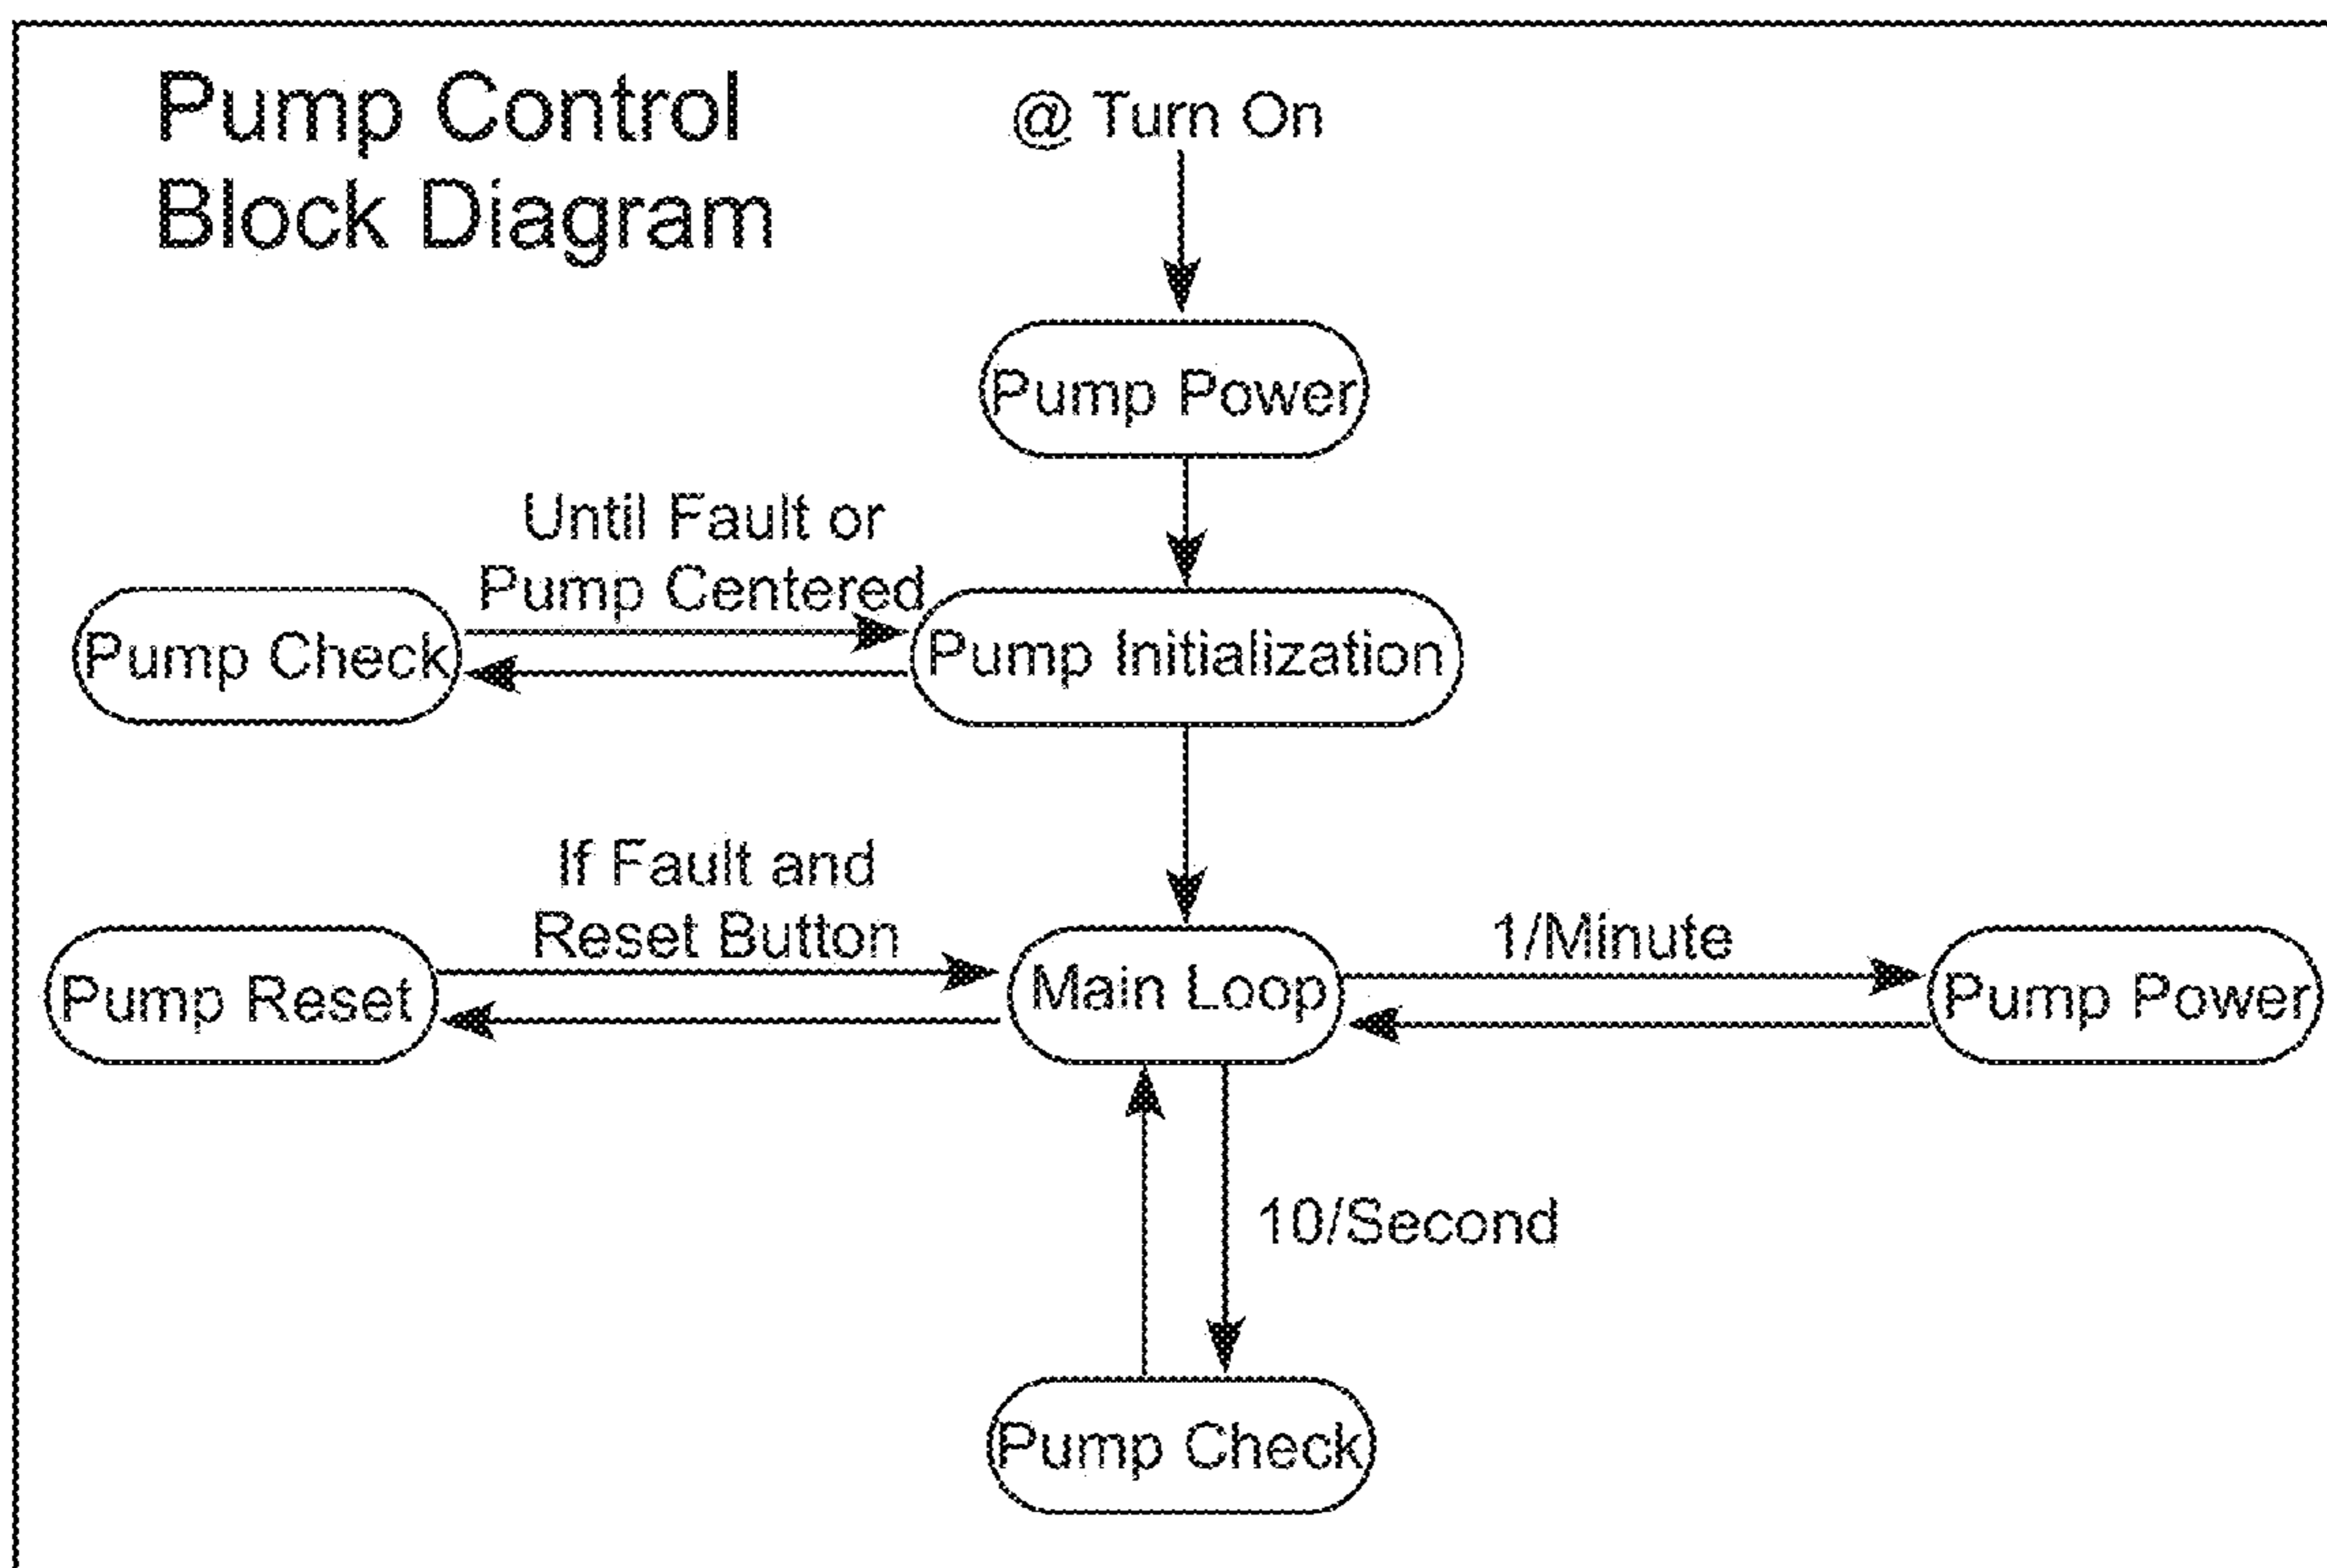 Pump Control
Block Diagram
@ Turn On
Pump Power
Until Fault or
Pump Centered
Pump Check
Pump Initialization
If Fault and
Reset Button
1/Minute
Pump Reset
Main Loop
Pump Power
10/Second
Pump Check